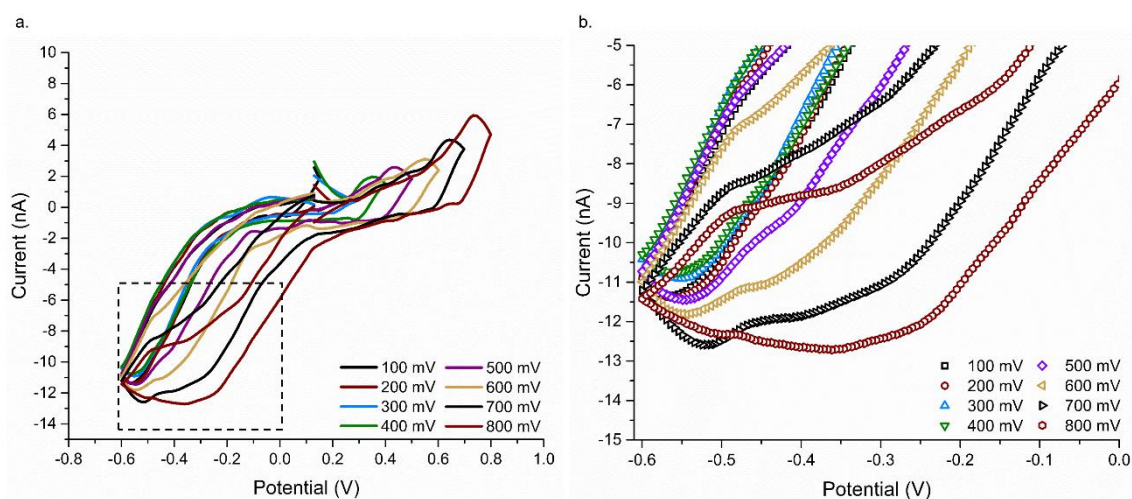 a.
10
8
6
4
2
0
-2
-4
-6
-8
-10
-12
-14
Current (nA)
-0.8 -0.6 -0.4 -0.2 0.0 0.2 0.4 0.6 0.8 1.0
Potential (V)
100 mV 500 mV
200 mV 600 mV
300 mV 700 mV
400 mV 800 mV
b.
-5
-6
-7
-8
-9
-10
-11
-12
-13
-14
-15
Current (nA)
-0.6 -0.5 -0.4 -0.3 -0.2 -0.1 0.0
Potential (V)
100 mV 500 mV
200 mV 600 mV
300 mV 700 mV
400 mV 800 mV